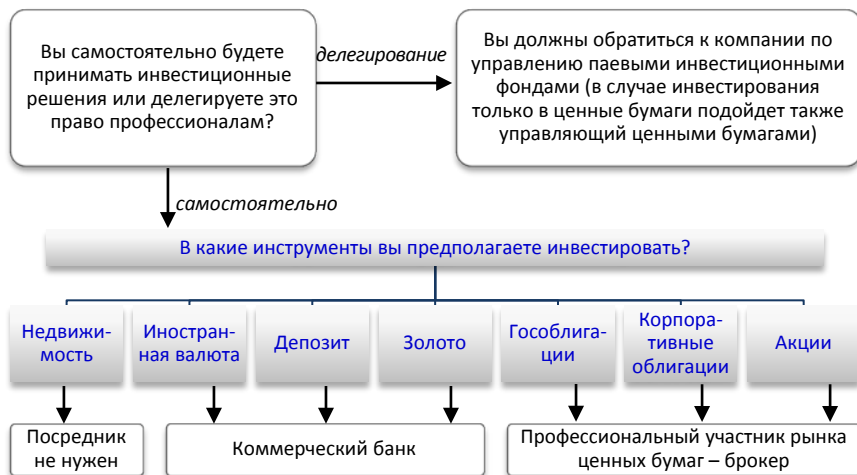 Вы самостоятельно будете
принимать инвестиционные
решения или делегируете это
право профессионалам?
делегирование
Вы должны обратиться к компании по
управлению паевыми инвестиционными
фондами (в случае инвестирования
только в ценные бумаги подойдет также
управляющий ценными бумагами)
самостоятельно
В какие инструменты вы предполагаете инвестировать?
Недвижи-
мость
Иностран-
ная валюта
Депозит
Золото
Гособлига-
ции
Корпора-
тивные
облигации
Акции
Посредник
не нужен
Коммерческий банк
Профессиональный участник рынка
ценных бумаг – брокер